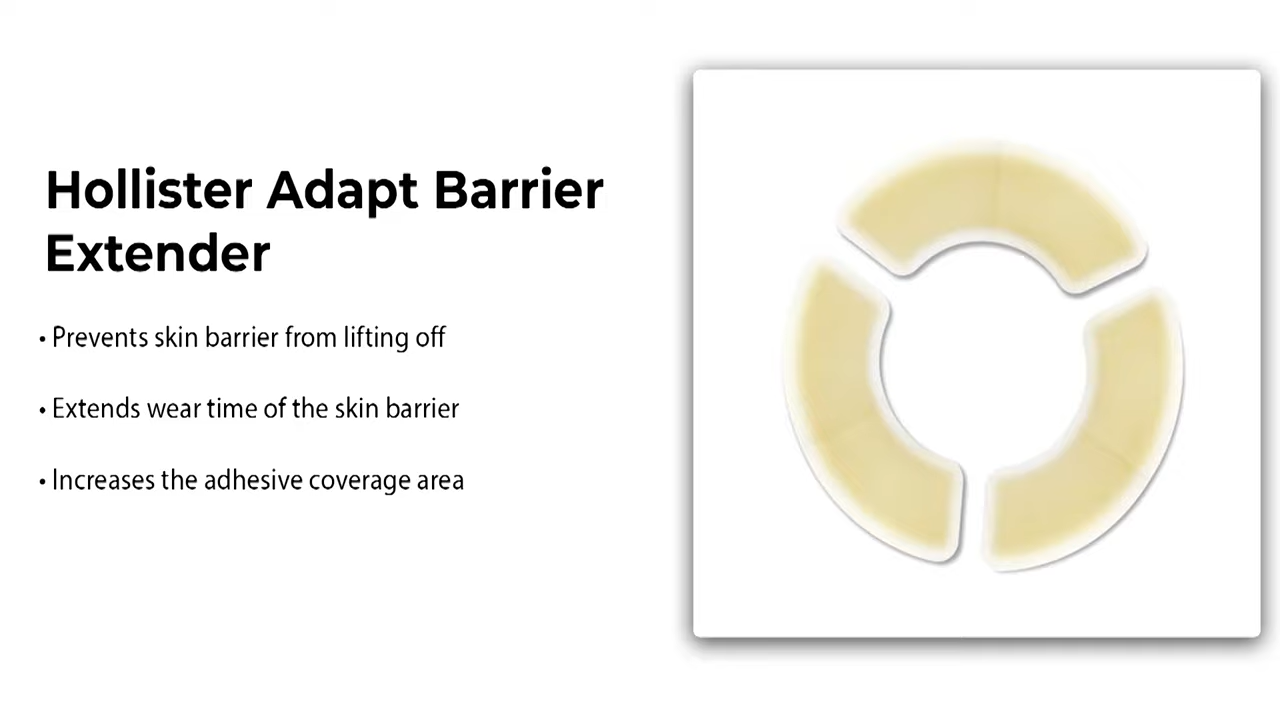 Hollister Adapt Barrier
Extender
• Prevents skin barrier from lifting off
• Extends wear time of the skin barrier
• Increases the adhesive coverage area